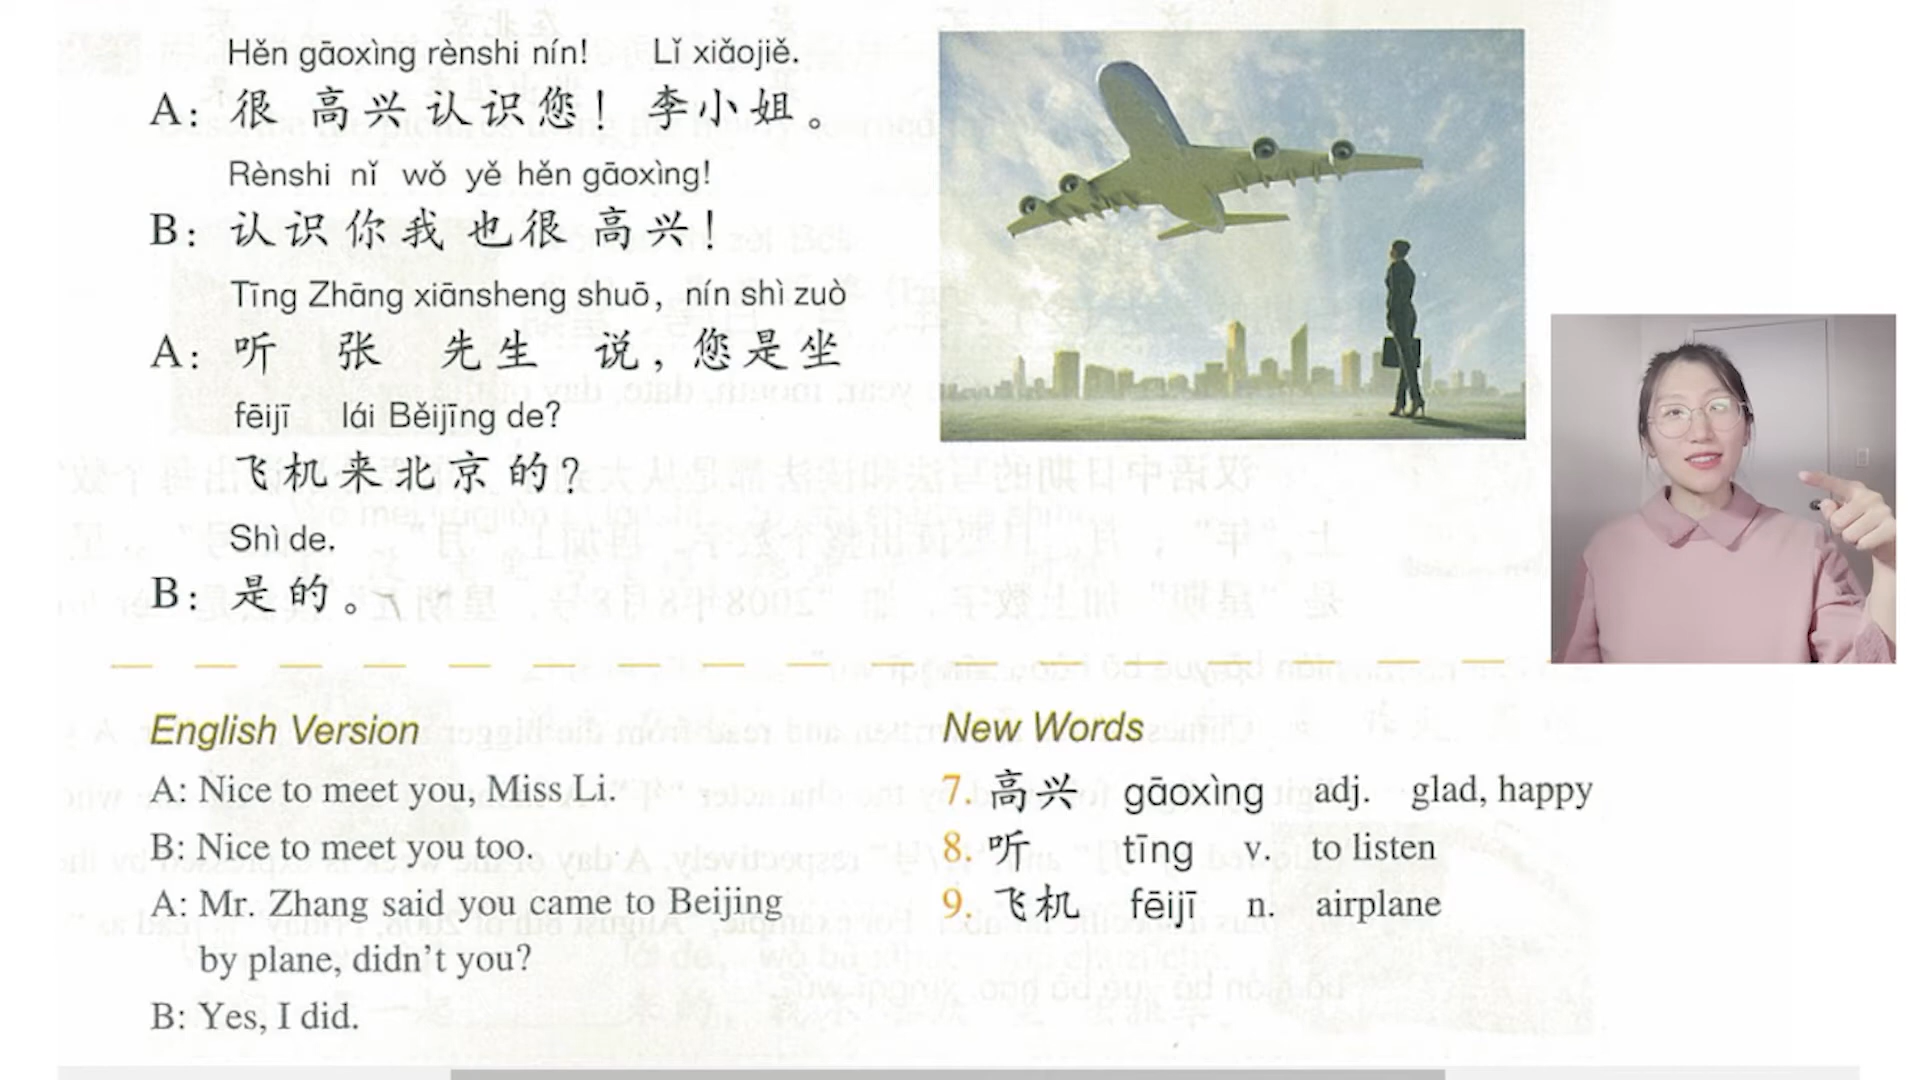 Hěn gāoxìng rènshi nín! Lǐ xiǎojiě.
A: 很高兴认识您！李小姐。
Rènshi nǐ wǒ yě hěn gāoxìng!
B: 认识你我也很高兴！
Tīng Zhāng xiānsheng shuō, nín shì zuò
A: 听张先生说，您是坐
fēijī lái Běijīng de?
飞机来北京的？
Shì de.
B: 是的。
English Version
A: Nice to meet you, Miss Li.
B: Nice to meet you too.
A: Mr. Zhang said you came to Beijing
by plane, didn't you?
B: Yes, I did.
New Words
7. 高兴 gāoxìng adj. glad, happy
8. 听 tīng v. to listen
9. 飞机 fēijī n. airplane